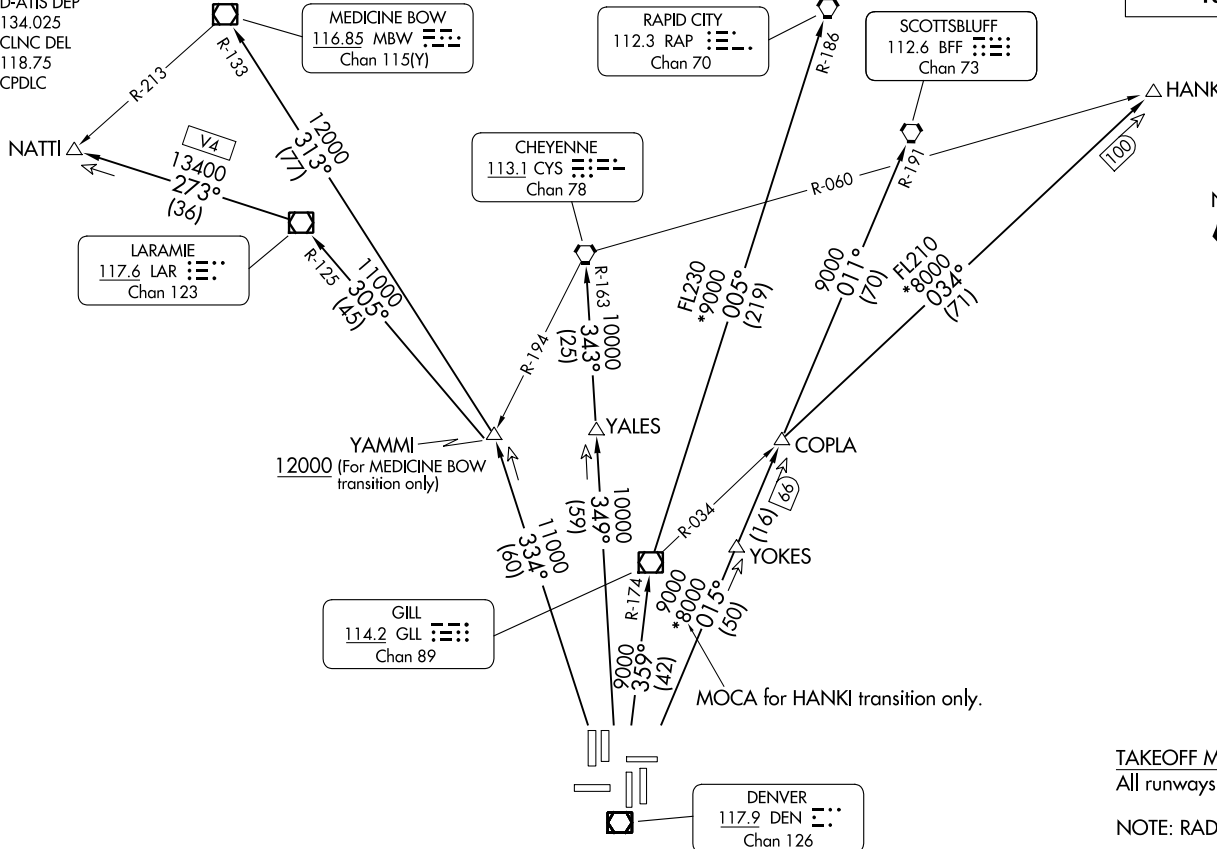 D-ATIS DEP
134.025
CLNC DEL
118.75
CPDLC
MEDICINE BOW
116.85 MBW
Chan 115(Y)
RAPID CITY
112.3 RAP
Chan 70
SCOTTSBLUFF
112.6 BFF
Chan 73
R-133
R-213
R-186
HANK
NATTI
V4
13400
273°
(36)
12000
313°
(77)
CHEYENNE
113.1 CYS
Chan 78
R-191
100
R-060
LARAMIE
117.6 LAR
Chan 123
R-125
11000
305°
(45)
R-163
10000
343°
(25)
R-194
FL230
*9000
005°
(219)
9000
011°
(70)
FL210
*8000
034°
(71)
YAMMI
12000 (For MEDICINE BOW
transition only)
YALES
COPLA
11000
334°
(60)
10000
349°
(59)
R-034
(16)
66
YOKES
GILL
114.2 GLL
Chan 89
R-174
9000
359°
(42)
9000
*8000
015°
(50)
MOCA for HANKI transition only.
DENVER
117.9 DEN
Chan 126
TAKEOFF M
All runways
NOTE: RAD